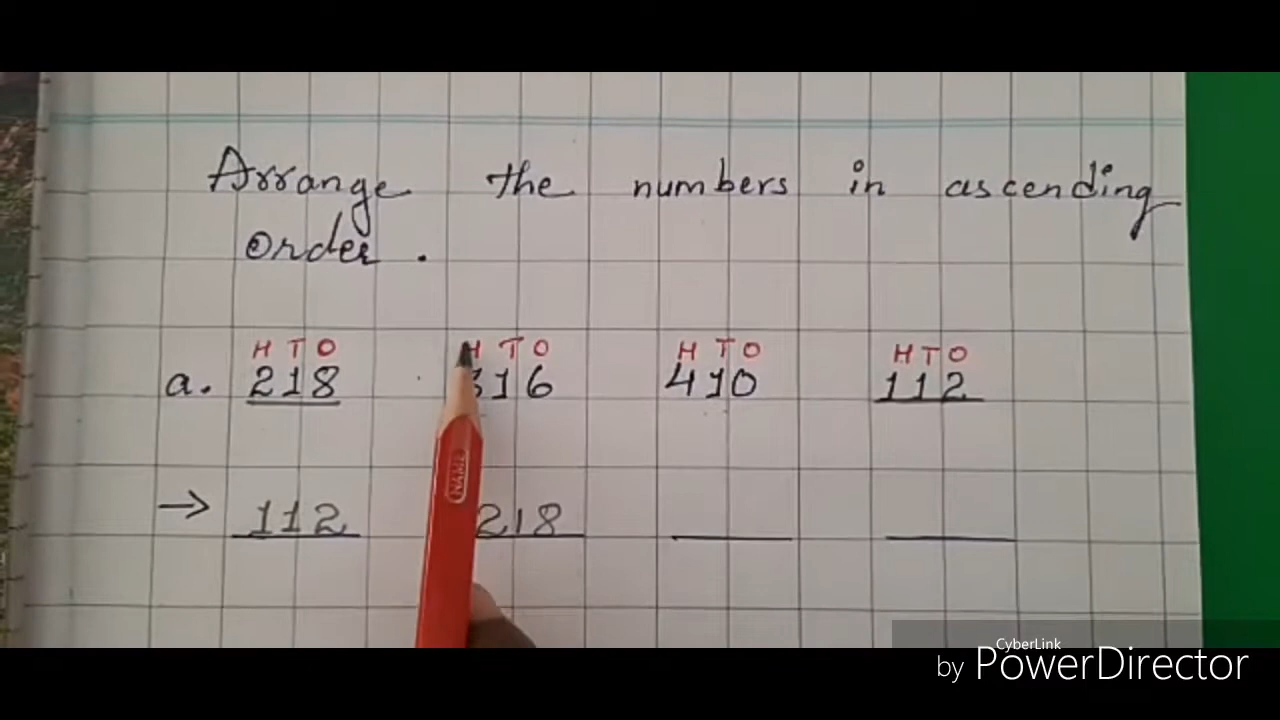 Arrange the numbers in ascending
order.
H T O H T O H T O H T O
a. 218 316 410 112
→ 112 218
NAME
CyberLink
by PowerDirector